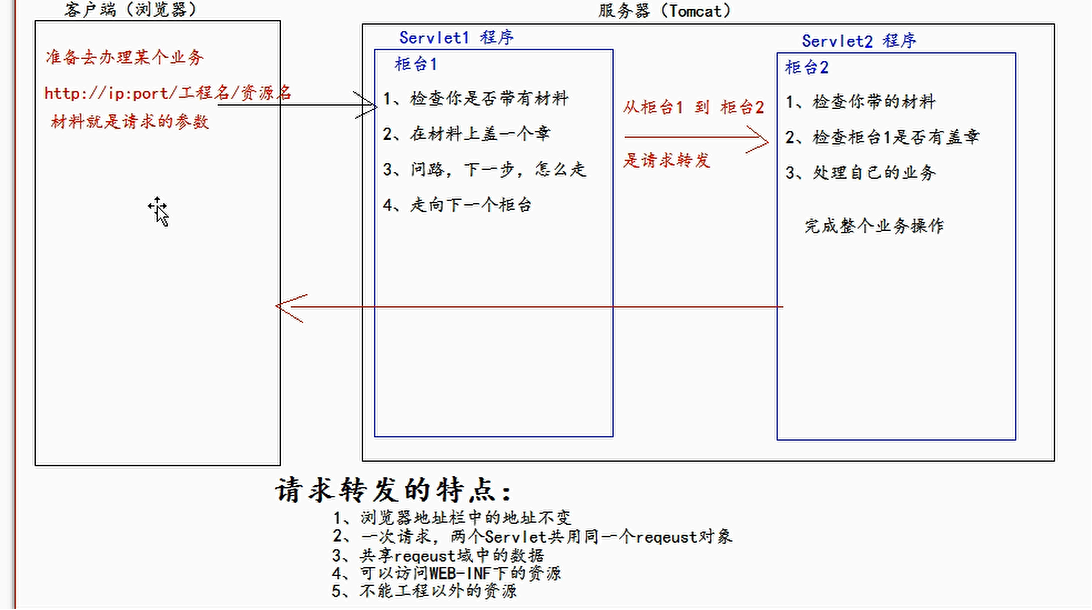 客户端（浏览器）
服务器（Tomcat）
准备去办理某个业务
http://ip:port/工程名/资源名
材料就是请求的参数
Servlet1 程序
柜台1
1、检查你是否带有材料
2、在材料上盖一个章
3、问路，下一步，怎么走
4、走向下一个柜台
从柜台1 到 柜台2
是请求转发
Servlet2 程序
柜台2
1、检查你带的材料
2、检查柜台1是否有盖章
3、处理自己的业务
完成整个业务操作
请求转发的特点：
1、浏览器地址栏中的地址不变
2、一次请求，两个Servlet共用同一个reqeust对象
3、共享reqeust域中的数据
4、可以访问WEB-INF下的资源
5、不能工程以外的资源